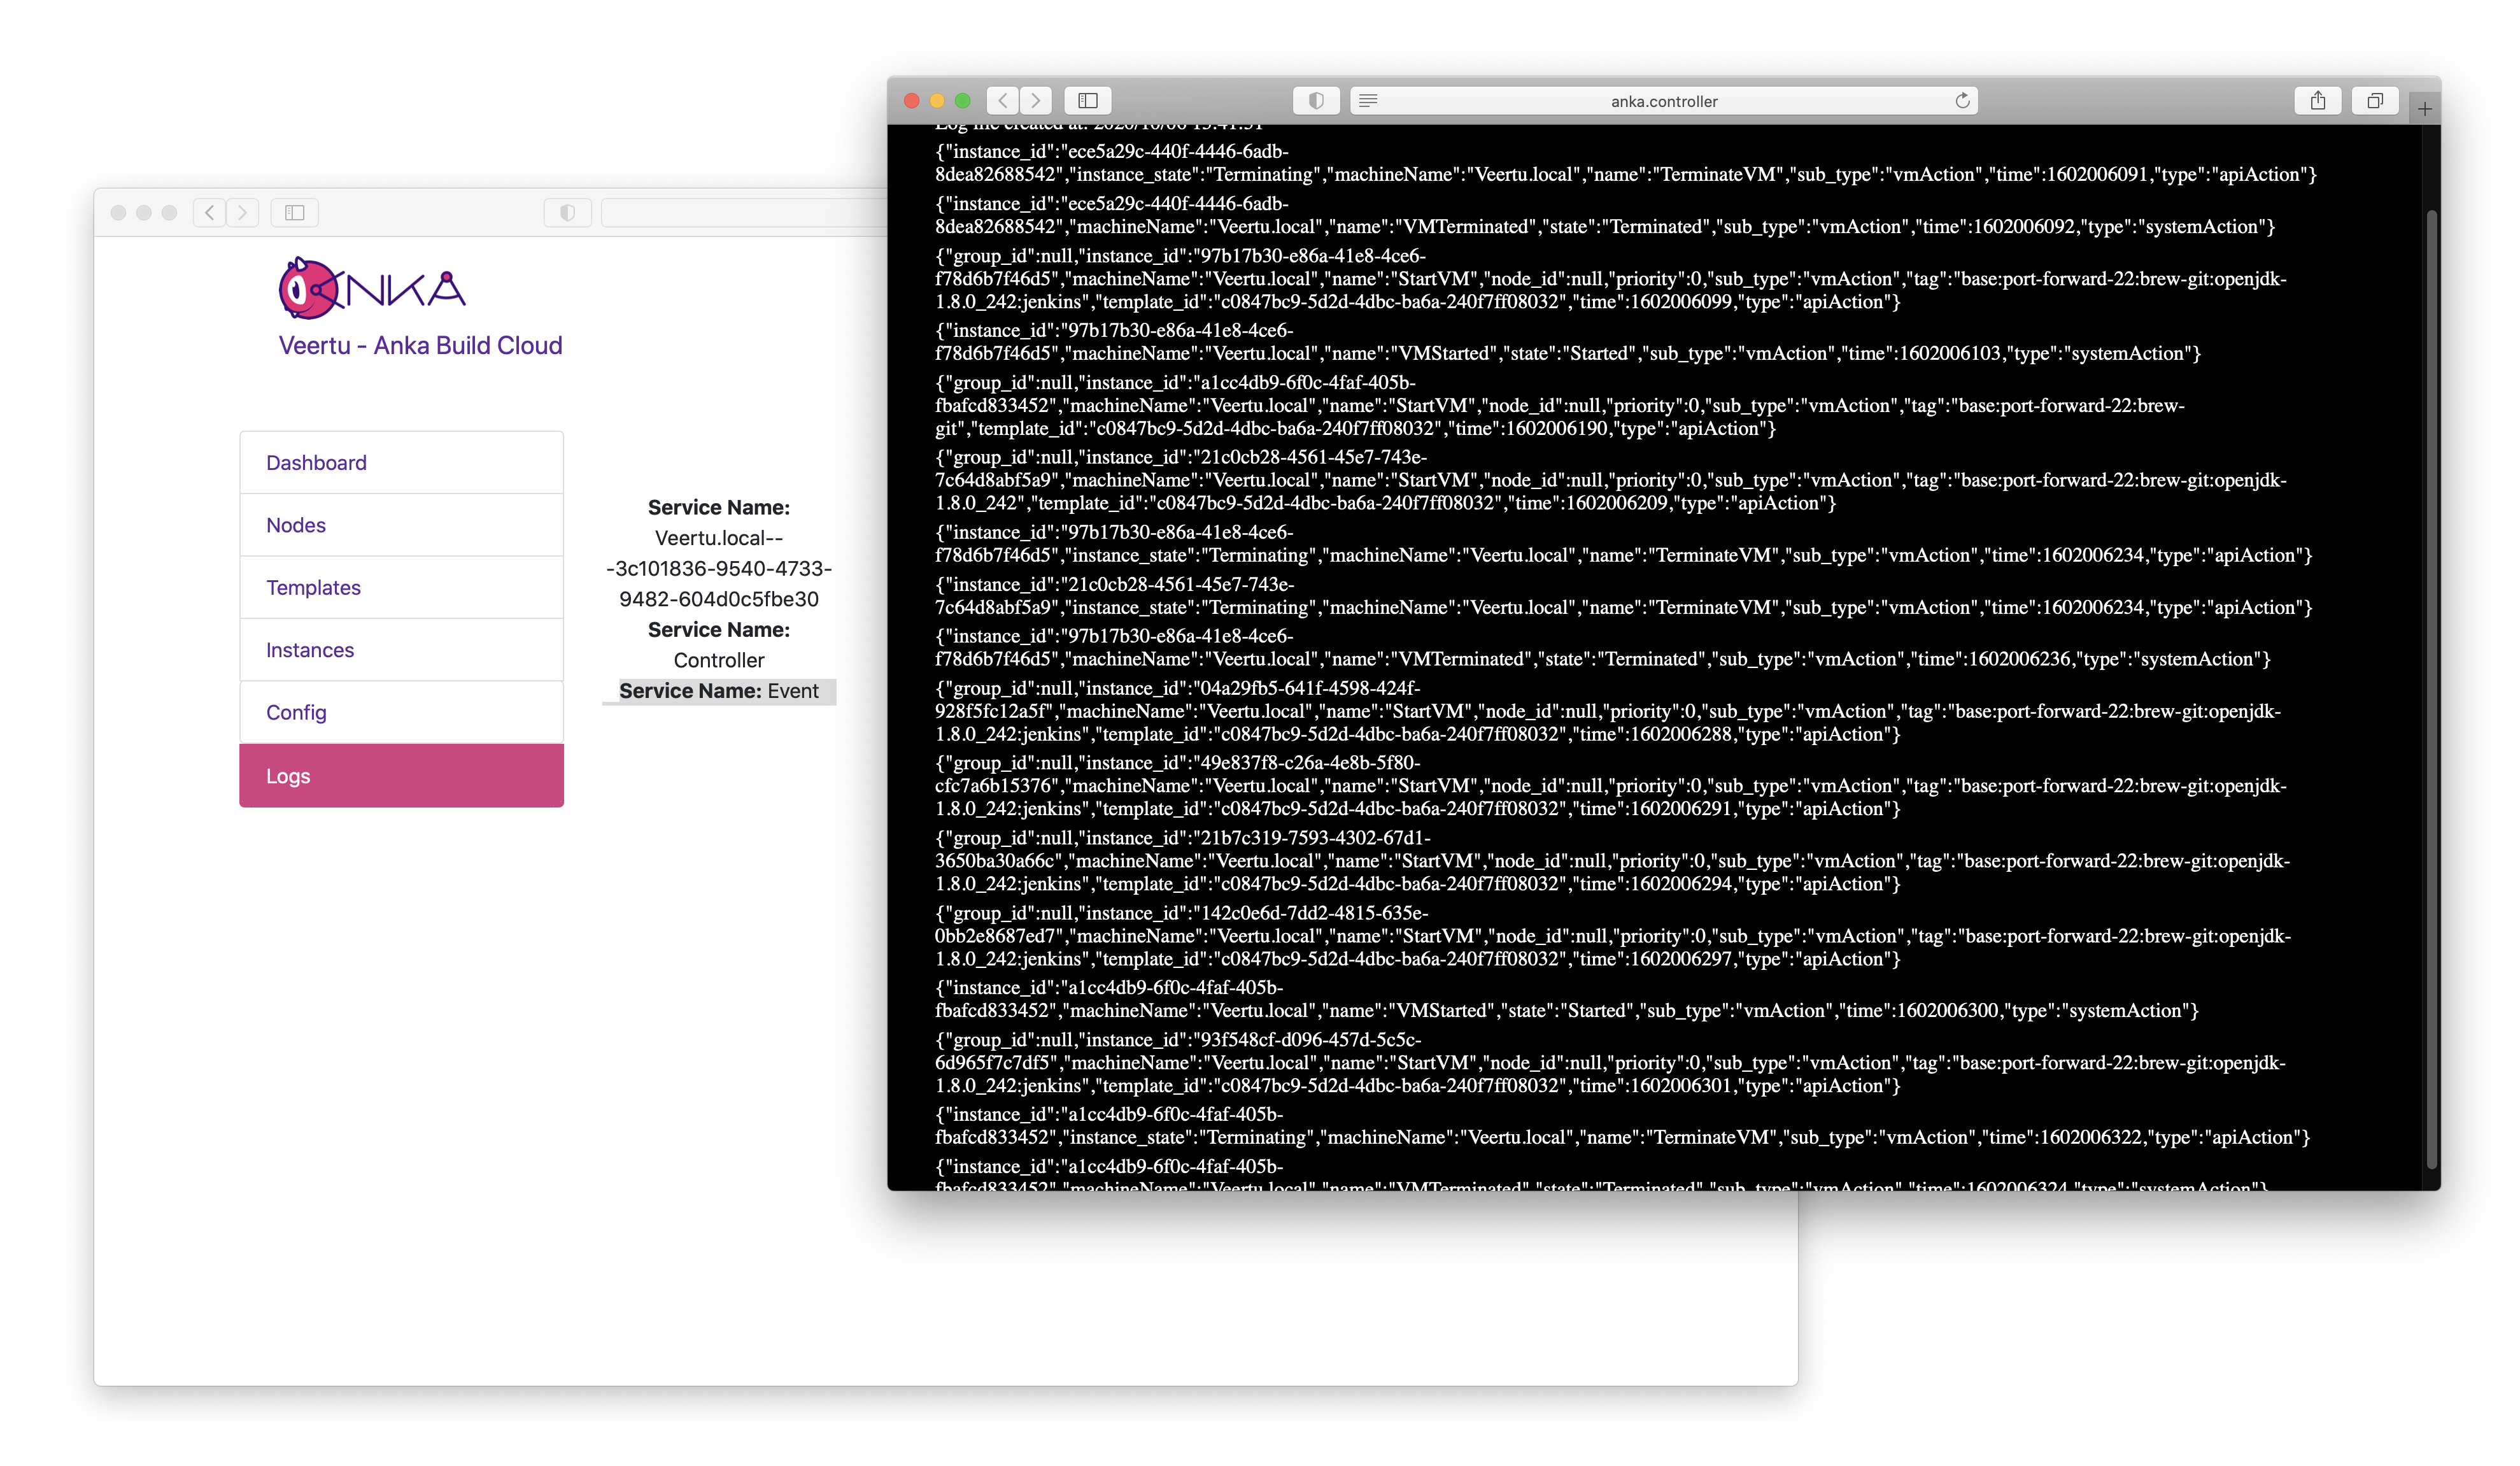 ANKA
Veertu - Anka Build Cloud
Dashboard
Nodes
Templates
Instances
Config
Logs
Service Name:
Veertu.local--
-3c101836-9540-4733-
9482-604d0c5fbe30
Service Name:
Controller
Service Name: Event
anka.controller
Log file created at: 2020/10/06 13:41:31
{"instance_id":"ece5a29c-440f-4446-6adb-
8dea82688542","instance_state":"Terminating","machineName":"Veertu.local","name":"TerminateVM","sub_type":"vmAction","time":1602006091,"type":"apiAction"}
{"instance_id":"ece5a29c-440f-4446-6adb-
8dea82688542","machineName":"Veertu.local","name":"VMTerminated","state":"Terminated","sub_type":"vmAction","time":1602006092,"type":"systemAction"}
{"group_id":null,"instance_id":"97b17b30-e86a-41e8-4ce6-
f78d6b7f46d5","machineName":"Veertu.local","name":"StartVM","node_id":null,"priority":0,"sub_type":"vmAction","tag":"base:port-forward-22:brew-git:openjdk-
1.8.0_242:jenkins","template_id":"c0847bc9-5d2d-4dbc-ba6a-240f7ff08032","time":1602006099,"type":"apiAction"}
{"instance_id":"97b17b30-e86a-41e8-4ce6-
f78d6b7f46d5","machineName":"Veertu.local","name":"VMStarted","state":"Started","sub_type":"vmAction","time":1602006103,"type":"systemAction"}
{"group_id":null,"instance_id":"a1cc4db9-6f0c-4faf-405b-
fbafcd833452","machineName":"Veertu.local","name":"StartVM","node_id":null,"priority":0,"sub_type":"vmAction","tag":"base:port-forward-22:brew-
git","template_id":"c0847bc9-5d2d-4dbc-ba6a-240f7ff08032","time":1602006190,"type":"apiAction"}
{"group_id":null,"instance_id":"21c0cb28-4561-45e7-743e-
7c64d8abf5a9","machineName":"Veertu.local","name":"StartVM","node_id":null,"priority":0,"sub_type":"vmAction","tag":"base:port-forward-22:brew-git:openjdk-
1.8.0_242","template_id":"c0847bc9-5d2d-4dbc-ba6a-240f7ff08032","time":1602006209,"type":"apiAction"}
{"instance_id":"97b17b30-e86a-41e8-4ce6-
f78d6b7f46d5","instance_state":"Terminating","machineName":"Veertu.local","name":"TerminateVM","sub_type":"vmAction","time":1602006234,"type":"apiAction"}
{"instance_id":"21c0cb28-4561-45e7-743e-
7c64d8abf5a9","instance_state":"Terminating","machineName":"Veertu.local","name":"TerminateVM","sub_type":"vmAction","time":1602006234,"type":"apiAction"}
{"instance_id":"97b17b30-e86a-41e8-4ce6-
f78d6b7f46d5","machineName":"Veertu.local","name":"VMTerminated","state":"Terminated","sub_type":"vmAction","time":1602006236,"type":"systemAction"}
{"group_id":null,"instance_id":"04a29fb5-641f-4598-424f-
928f5fc12a5f","machineName":"Veertu.local","name":"StartVM","node_id":null,"priority":0,"sub_type":"vmAction","tag":"base:port-forward-22:brew-git:openjdk-
1.8.0_242:jenkins","template_id":"c0847bc9-5d2d-4dbc-ba6a-240f7ff08032","time":1602006288,"type":"apiAction"}
{"group_id":null,"instance_id":"49e837f8-c26a-4e8b-5f80-
cfc7a6b15376","machineName":"Veertu.local","name":"StartVM","node_id":null,"priority":0,"sub_type":"vmAction","tag":"base:port-forward-22:brew-git:openjdk-
1.8.0_242:jenkins","template_id":"c0847bc9-5d2d-4dbc-ba6a-240f7ff08032","time":1602006291,"type":"apiAction"}
{"group_id":null,"instance_id":"21b7c319-7593-4302-67d1-
3650ba30a66c","machineName":"Veertu.local","name":"StartVM","node_id":null,"priority":0,"sub_type":"vmAction","tag":"base:port-forward-22:brew-git:openjdk-
1.8.0_242:jenkins","template_id":"c0847bc9-5d2d-4dbc-ba6a-240f7ff08032","time":1602006294,"type":"apiAction"}
{"group_id":null,"instance_id":"142c0e6d-7dd2-4815-635e-
0bb2e8687ed7","machineName":"Veertu.local","name":"StartVM","node_id":null,"priority":0,"sub_type":"vmAction","tag":"base:port-forward-22:brew-git:openjdk-
1.8.0_242:jenkins","template_id":"c0847bc9-5d2d-4dbc-ba6a-240f7ff08032","time":1602006297,"type":"apiAction"}
{"instance_id":"a1cc4db9-6f0c-4faf-405b-
fbafcd833452","machineName":"Veertu.local","name":"VMStarted","state":"Started","sub_type":"vmAction","time":1602006300,"type":"systemAction"}
{"group_id":null,"instance_id":"93f548cf-d096-457d-5c5c-
6d965f7c7df5","machineName":"Veertu.local","name":"StartVM","node_id":null,"priority":0,"sub_type":"vmAction","tag":"base:port-forward-22:brew-git:openjdk-
1.8.0_242:jenkins","template_id":"c0847bc9-5d2d-4dbc-ba6a-240f7ff08032","time":1602006301,"type":"apiAction"}
{"instance_id":"a1cc4db9-6f0c-4faf-405b-
fbafcd833452","instance_state":"Terminating","machineName":"Veertu.local","name":"TerminateVM","sub_type":"vmAction","time":1602006322,"type":"apiAction"}
{"instance_id":"a1cc4db9-6f0c-4faf-405b-
fbafcd833452","machineName":"Veertu.local","name":"VMTerminated","state":"Terminated","sub_type":"vmAction","time":1602006324,"type":"systemAction"}